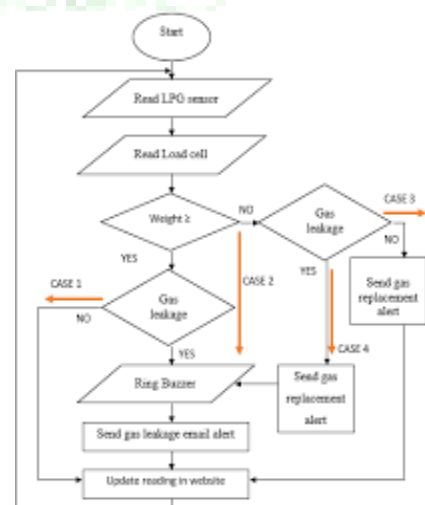 Start
Read LPG sensor
Read Load cell
Weight ≥
NO
Gas
leakage
CASE 3
NO
YES
YES
CASE 2
Send gas
replacement
alert
CASE 1
Gas
leakage
NO
CASE 4
YES
Ring Buzzer
Send gas
replacement
alert
Send gas leakage email alert
Update reading in website